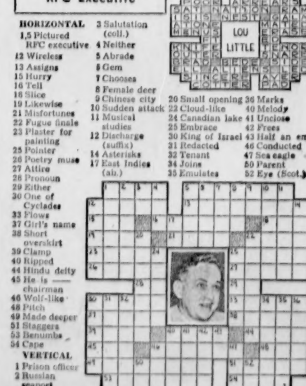 RFC Executive
HORIZONTAL
1,5 Pictured
RFC executive
12 Wireless
13 Assigns
15 Hurry
16 Tell
18 Slice
19 Likewise
21 Misfortunes
22 Fugue finale
23 Plaster for
painting
25 Pointer
26 Poetry muse
27 Attire
28 Pronoun
29 Either
30 One of
Cyclades
33 Flows
37 Girl's name
38 Short
overskirt
39 Clamp
40 Ripped
44 Hindu deity
45 He is ——
chairman
46 Wolf-like
48 Pitch
49 Made deeper
51 Staggers
53 Benumbs
54 Cape
VERTICAL
1 Prison officer
2 Russian
seaport
3 Salutation
(coll.)
4 Neither
5 Abrade
6 Gem
7 Chooses
8 Female deer
9 Chinese city
10 Sudden attack
11 Musical
studies
12 Discharge
(suffix)
14 Asterisks
17 East Indies
(ab.)
20 Small opening
22 Cloud-like
24 Canadian lake
25 Embrace
30 King of Israel
31 Redacted
32 Tenant
34 Joins
35 Emulates
36 Marks
40 Melody
41 Unclose
42 Frees
43 Half an em
46 Conducted
47 Sea eagle
50 Parent
52 Eye (Scot.)
LOU
LITTLE